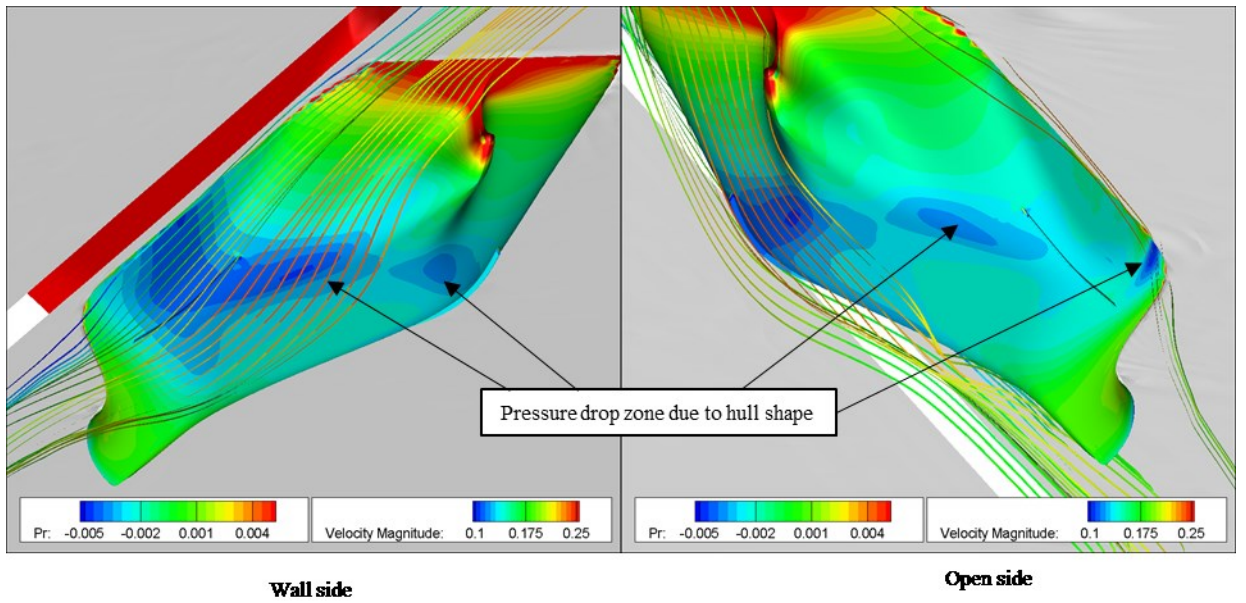 Pressure drop zone due to hull shape
Pr: -0.005 -0.002 0.001 0.004
Velocity Magnitude: 0.1 0.175 0.25
Pr: -0.005 -0.002 0.001 0.004
Velocity Magnitude: 0.1 0.175 0.25
Wall side
Open side